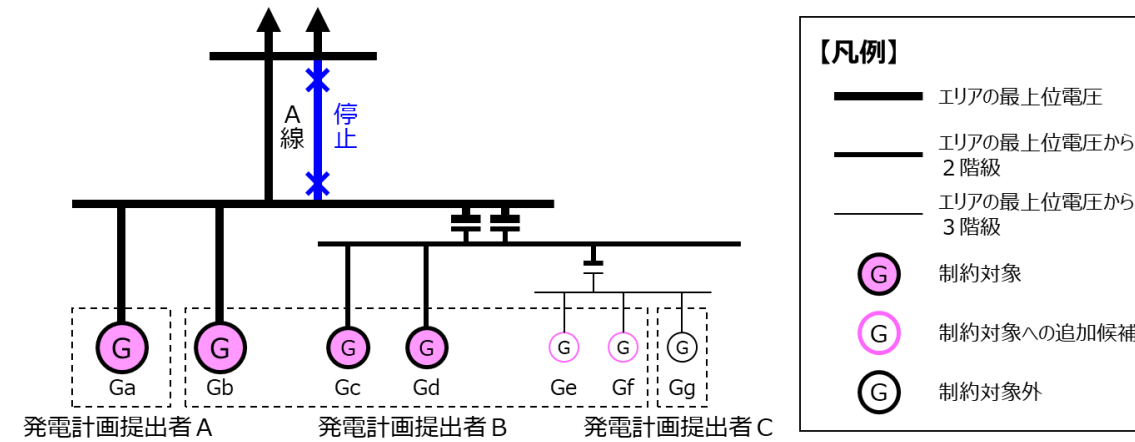 A
線
停
止
G
G
G
G
G
G
G
Ga
Gb
Gc
Gd
Ge
Gf
Gg
発電計画提出者A
発電計画提出者B
発電計画提出者C
【凡例】
エリアの最上位電圧
エリアの最上位電圧から
2階級
エリアの最上位電圧から
3階級
G
制約対象
G
制約対象への追加候補
G
制約対象外